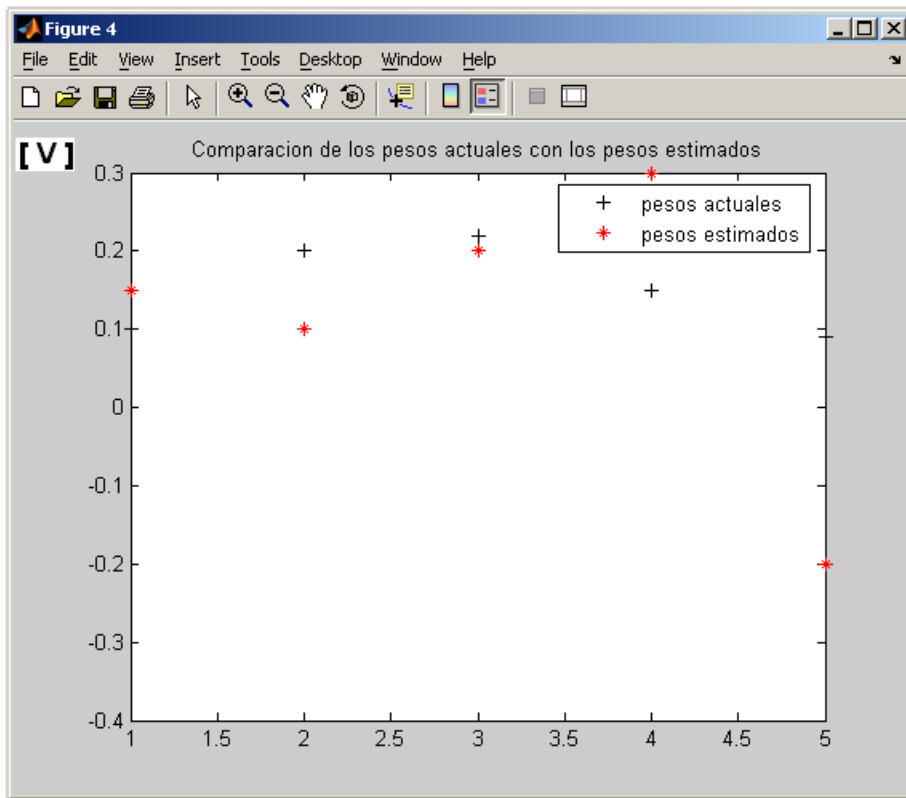 Figure 4
File Edit View Insert Tools Desktop Window Help
[ V ]
Comparacion de los pesos actuales con los pesos estimados
pesos actuales
pesos estimados
0.3
0.2
0.1
0
-0.1
-0.2
-0.3
-0.4
1 1.5 2 2.5 3 3.5 4 4.5 5